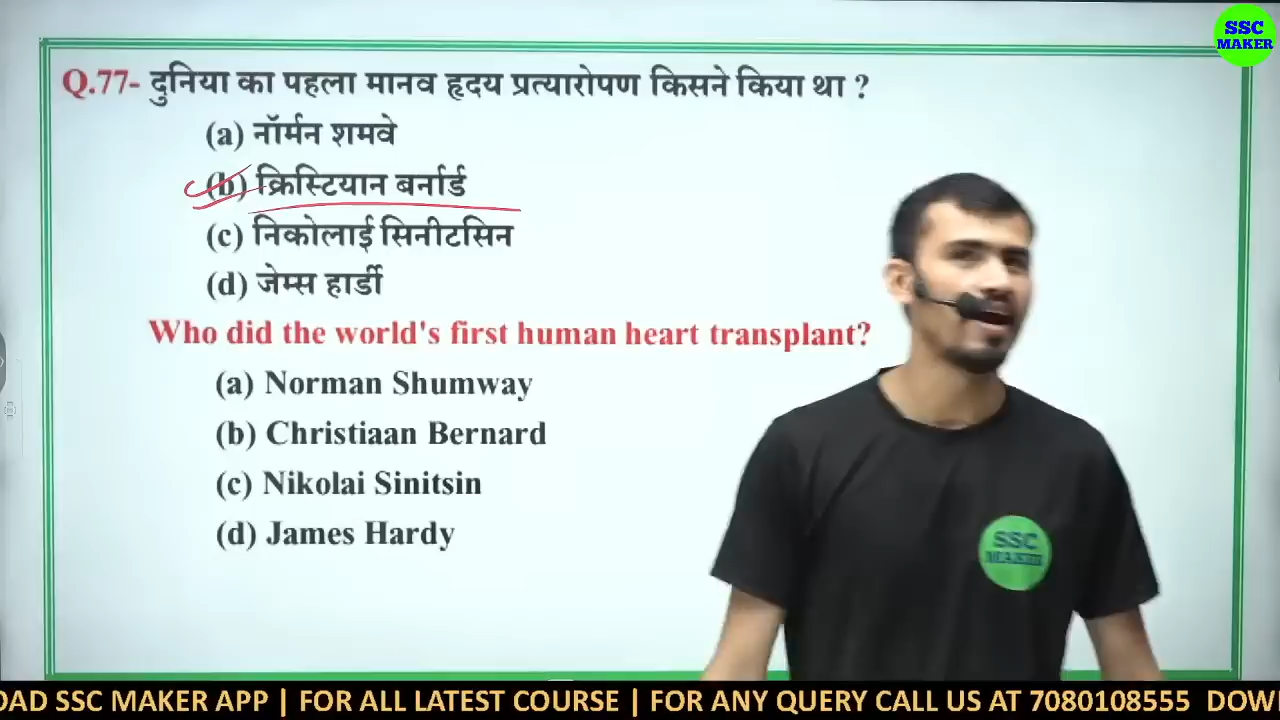 SSC
MAKER
Q.77- दुनिया का पहला मानव हृदय प्रत्यारोपण किसने किया था ?
(a) नॉर्मन शमवे
(b) क्रिस्टियान बर्नार्ड
(c) निकोलाई सिनीटसिन
(d) जेम्स हार्डी
Who did the world's first human heart transplant?
(a) Norman Shumway
(b) Christiaan Bernard
(c) Nikolai Sinitsin
(d) James Hardy
SSC
MAKER
OAD SSC MAKER APP | FOR ALL LATEST COURSE | FOR ANY QUERY CALL US AT 7080108555 DOW